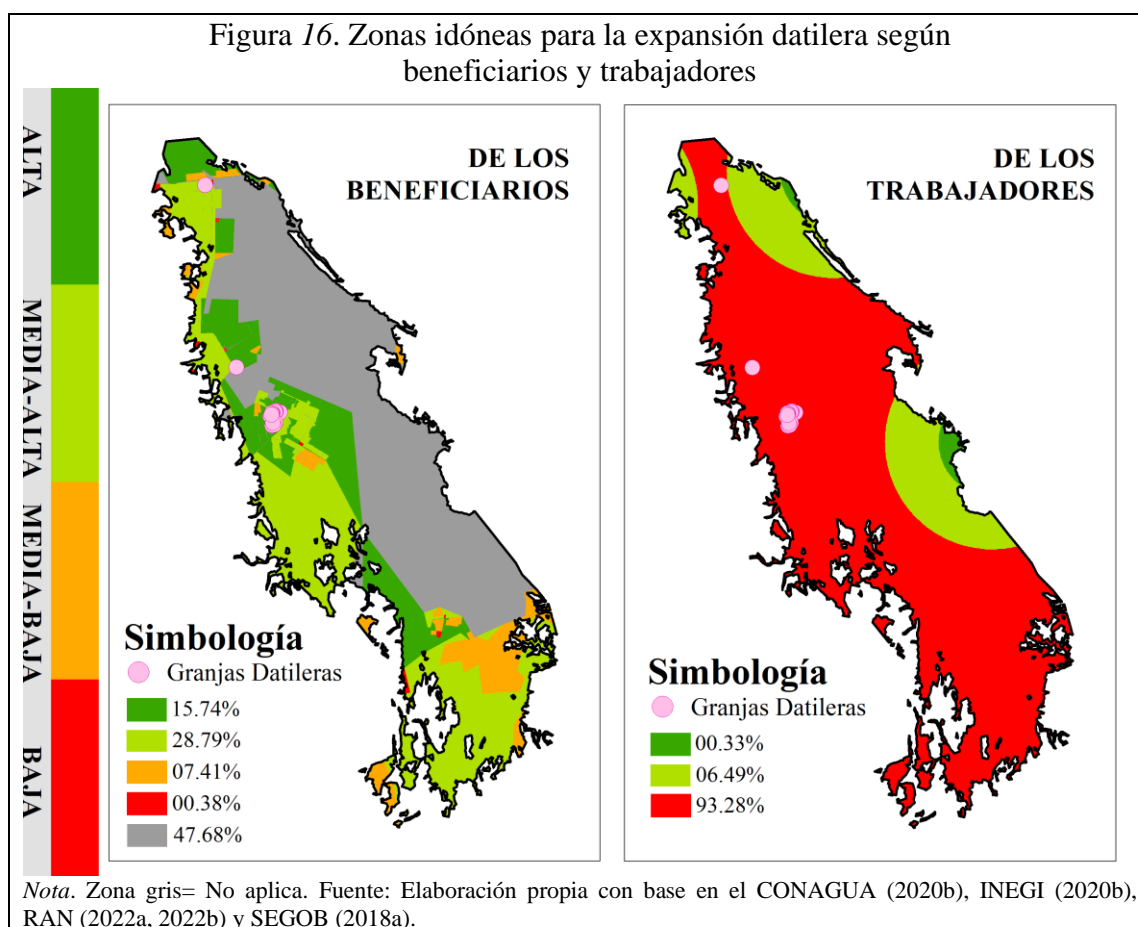 Figura 16. Zonas idóneas para la expansión datilera según
beneficiarios y trabajadores
ALTA
MEDIA-ALTA
MEDIA-BAJA
BAJA
DE LOS
BENEFICIARIOS
Simbología
Granjas Datileras
15.74%
28.79%
07.41%
00.38%
47.68%
DE LOS
TRABAJADORES
Simbología
Granjas Datileras
00.33%
06.49%
93.28%
Nota. Zona gris= No aplica. Fuente: Elaboración propia con base en el CONAGUA (2020b), INEGI (2020b),
RAN (2022a, 2022b) y SEGOB (2018a).